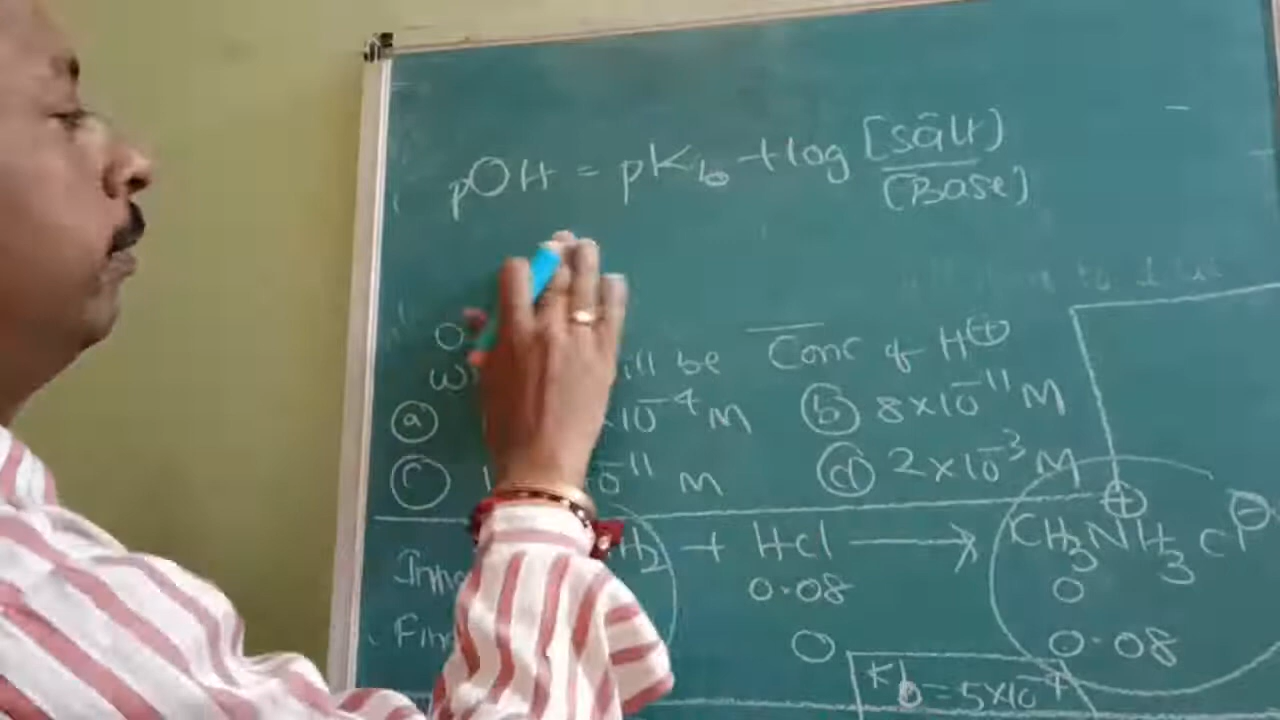 pOH = pKb + log [Salt] / [Base]
ill be Conc of H⊕
(a) ×10⁻⁴ M (b) 8×10⁻¹¹ M
(c) 10⁻¹¹ M (d) 2×10⁻³ M
H₂ + HCl → CH₃NH₃⊕ Cl⊖
0.08 0
0 0.08
Kb = 5×10⁻⁴